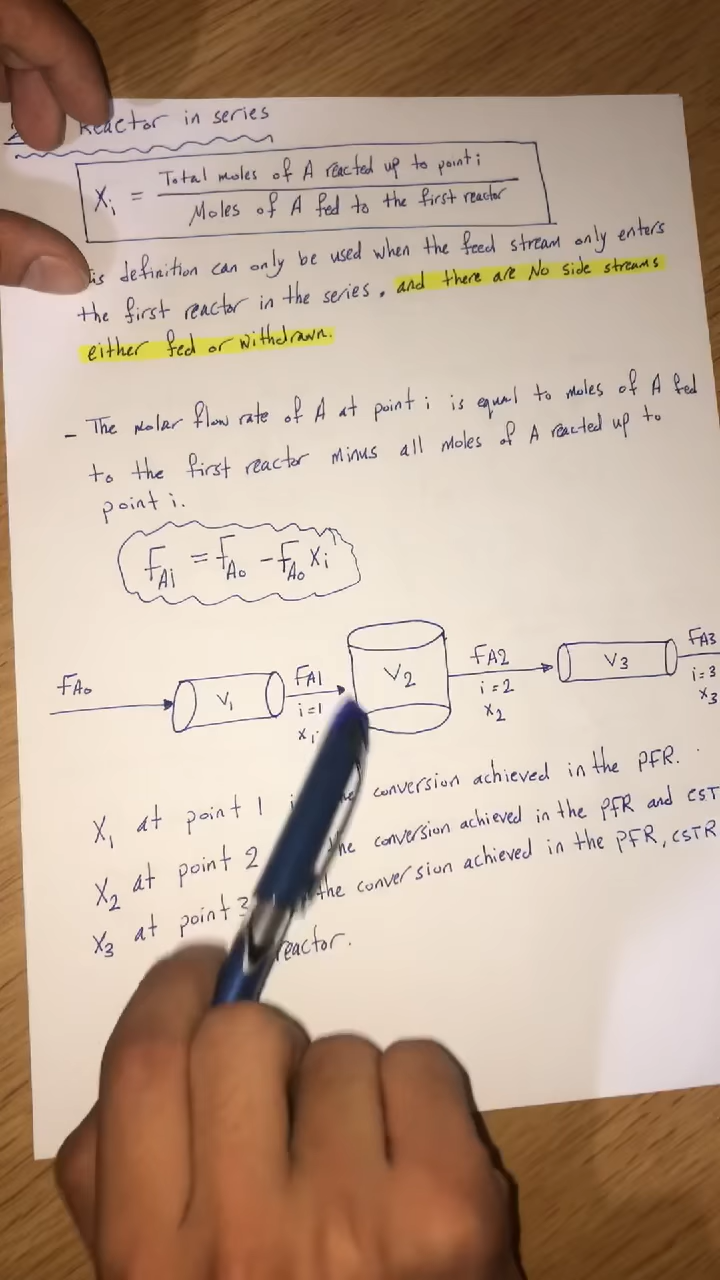 Reactor in series
Xi = Total moles of A reacted up to point i
Moles of A fed to the first reactor
definition can only be used when the feed stream only enters
the first reactor in the series, and there are No side streams
either fed or withdrawn.
- The molar flow rate of A at point i is equal to moles of A fed
to the first reactor minus all moles of A reacted up to
point i.
FAi = FAo - FAo Xi
FAo V1 FA1 i=1 X1 V2 FA2 i=2 X2 V3 FA3 i=3 X3
X1 at point 1 the conversion achieved in the PFR.
X2 at point 2 the conversion achieved in the PFR and CST
X3 at point 3 the conversion achieved in the PFR, CSTR
reactor.